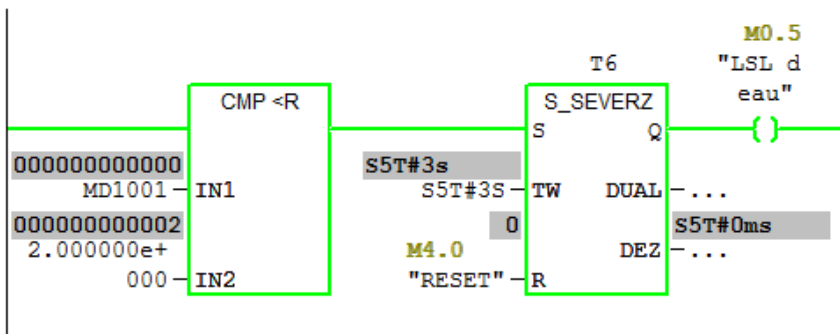 M0.5
T6
"LSL d
eau"
CMP <R
S_SEVERZ
S
Q
000000000000
MD1001
IN1
S5T#3s
S5T#3S
TW
DUAL
...
000000000002
2.000000e+
000
IN2
0
M4.0
"RESET"
R
S5T#0ms
DEZ
...